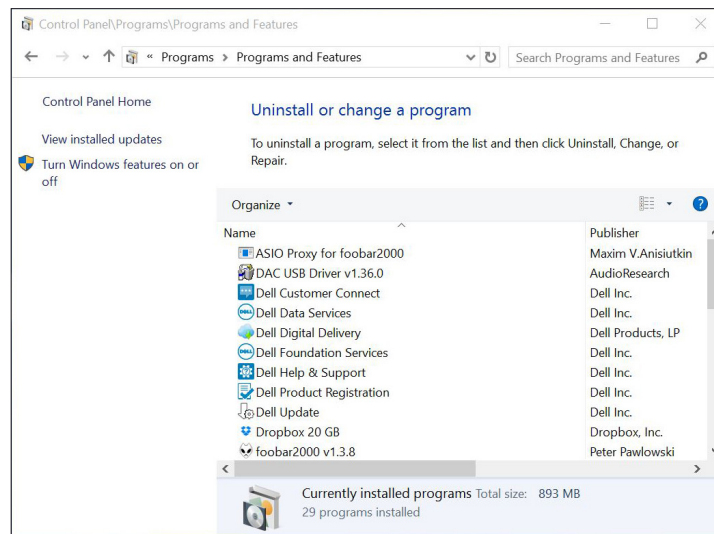 Control Panel\Programs\Programs and Features
« Programs > Programs and Features
Search Programs and Features
Control Panel Home
View installed updates
Turn Windows features on or
off
Uninstall or change a program
To uninstall a program, select it from the list and then click Uninstall, Change, or
Repair.
Organize
Name Publisher
ASIO Proxy for foobar2000 Maxim V.Anisiutkin
DAC USB Driver v1.36.0 AudioResearch
Dell Customer Connect Dell Inc.
Dell Data Services Dell Inc.
Dell Digital Delivery Dell Products, LP
Dell Foundation Services Dell Inc.
Dell Help & Support Dell Inc.
Dell Product Registration Dell Inc.
Dell Update Dell Inc.
Dropbox 20 GB Dropbox, Inc.
foobar2000 v1.3.8 Peter Pawlowski
Currently installed programs Total size: 893 MB
29 programs installed